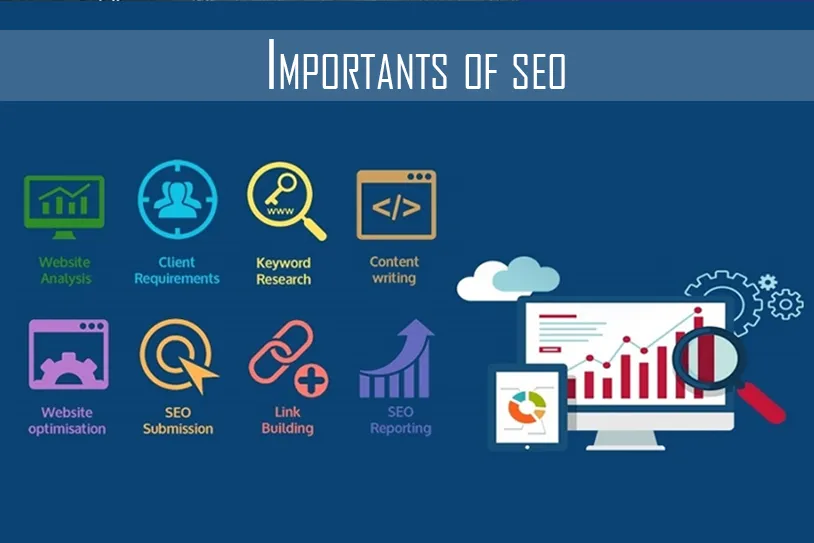 IMPORTANTS OF SEO
Website
Analysis
Client
Requirements
www
Keyword
Research
</>
Content
writing
Website
optimisation
SEO
Submission
Link
Building
SEO
Reporting